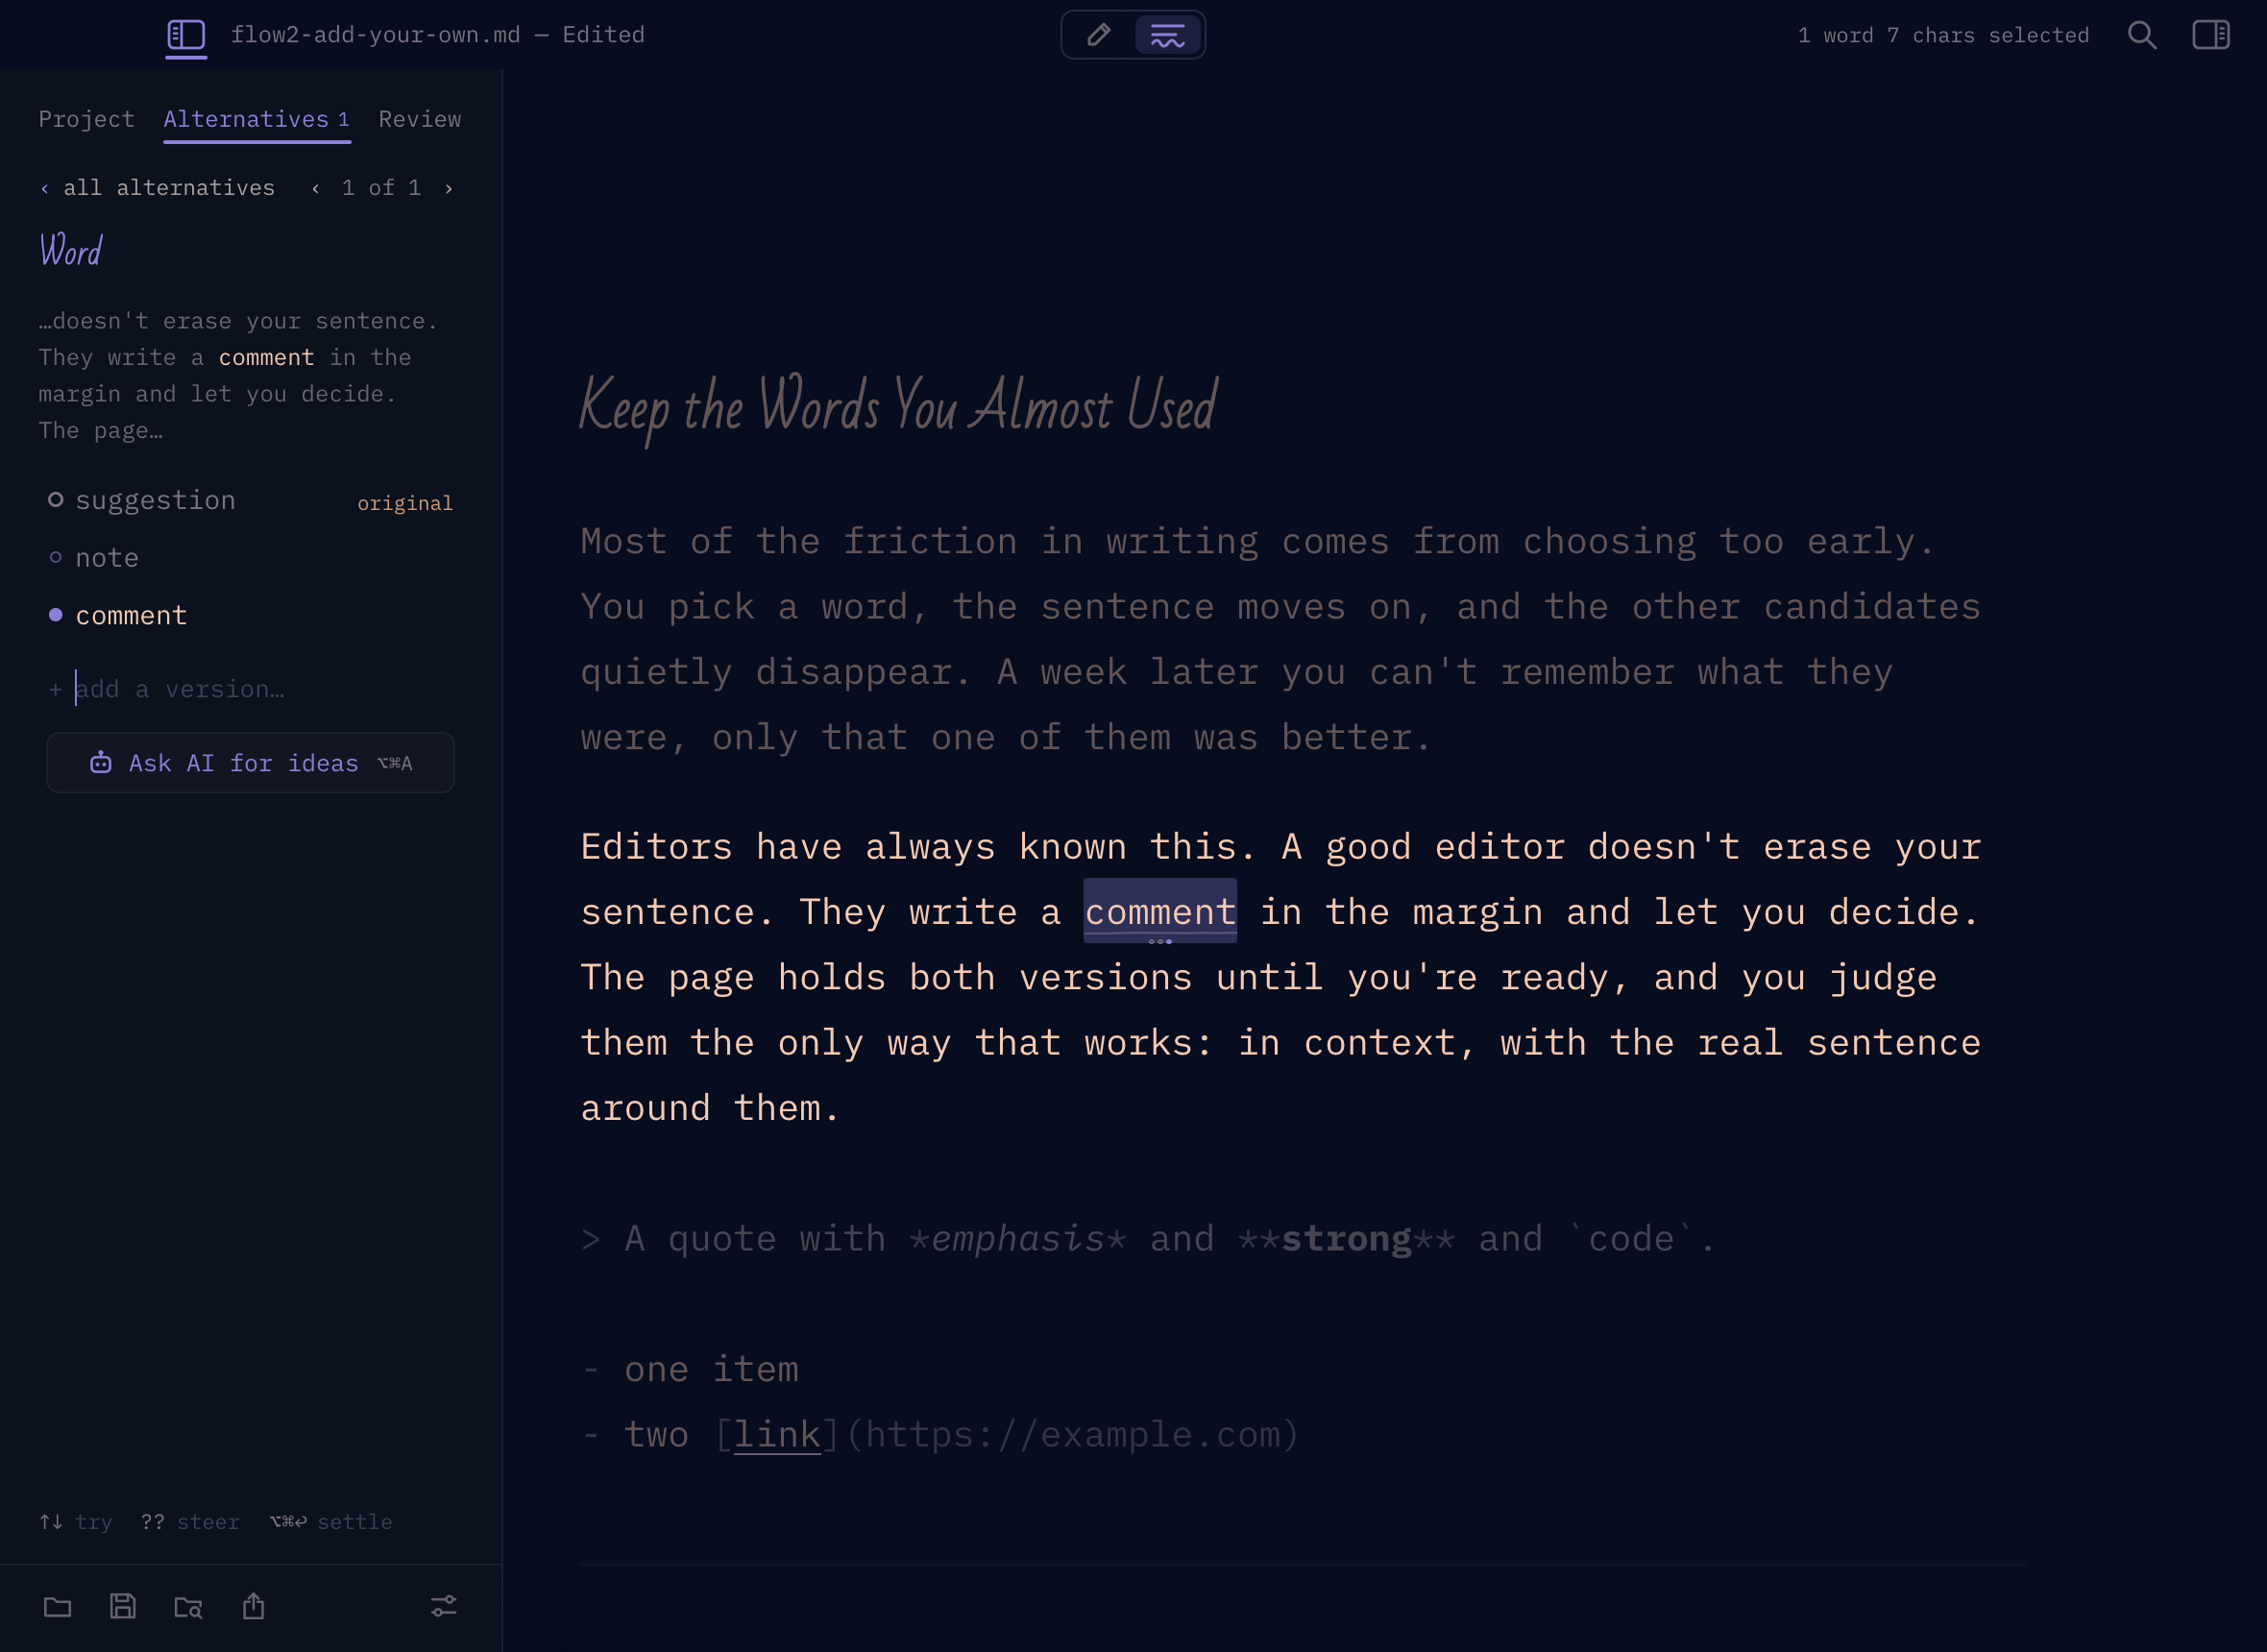 flow2-add-your-own.md — Edited
1 word 7 chars selected
Project Alternatives 1 Review
‹ all alternatives ‹ 1 of 1 ›
Word
…doesn't erase your sentence.
They write a comment in the
margin and let you decide.
The page…
suggestion original
note
comment
+ add a version…
Ask AI for ideas ⌥⌘A
↑↓ try ?? steer ⌥⌘↩ settle
Keep the Words You Almost Used
Most of the friction in writing comes from choosing too early.
You pick a word, the sentence moves on, and the other candidates
quietly disappear. A week later you can't remember what they
were, only that one of them was better.
Editors have always known this. A good editor doesn't erase your
sentence. They write a comment in the margin and let you decide.
The page holds both versions until you're ready, and you judge
them the only way that works: in context, with the real sentence
around them.
> A quote with *emphasis* and **strong** and `code`.
- one item
- two [link](https://example.com)